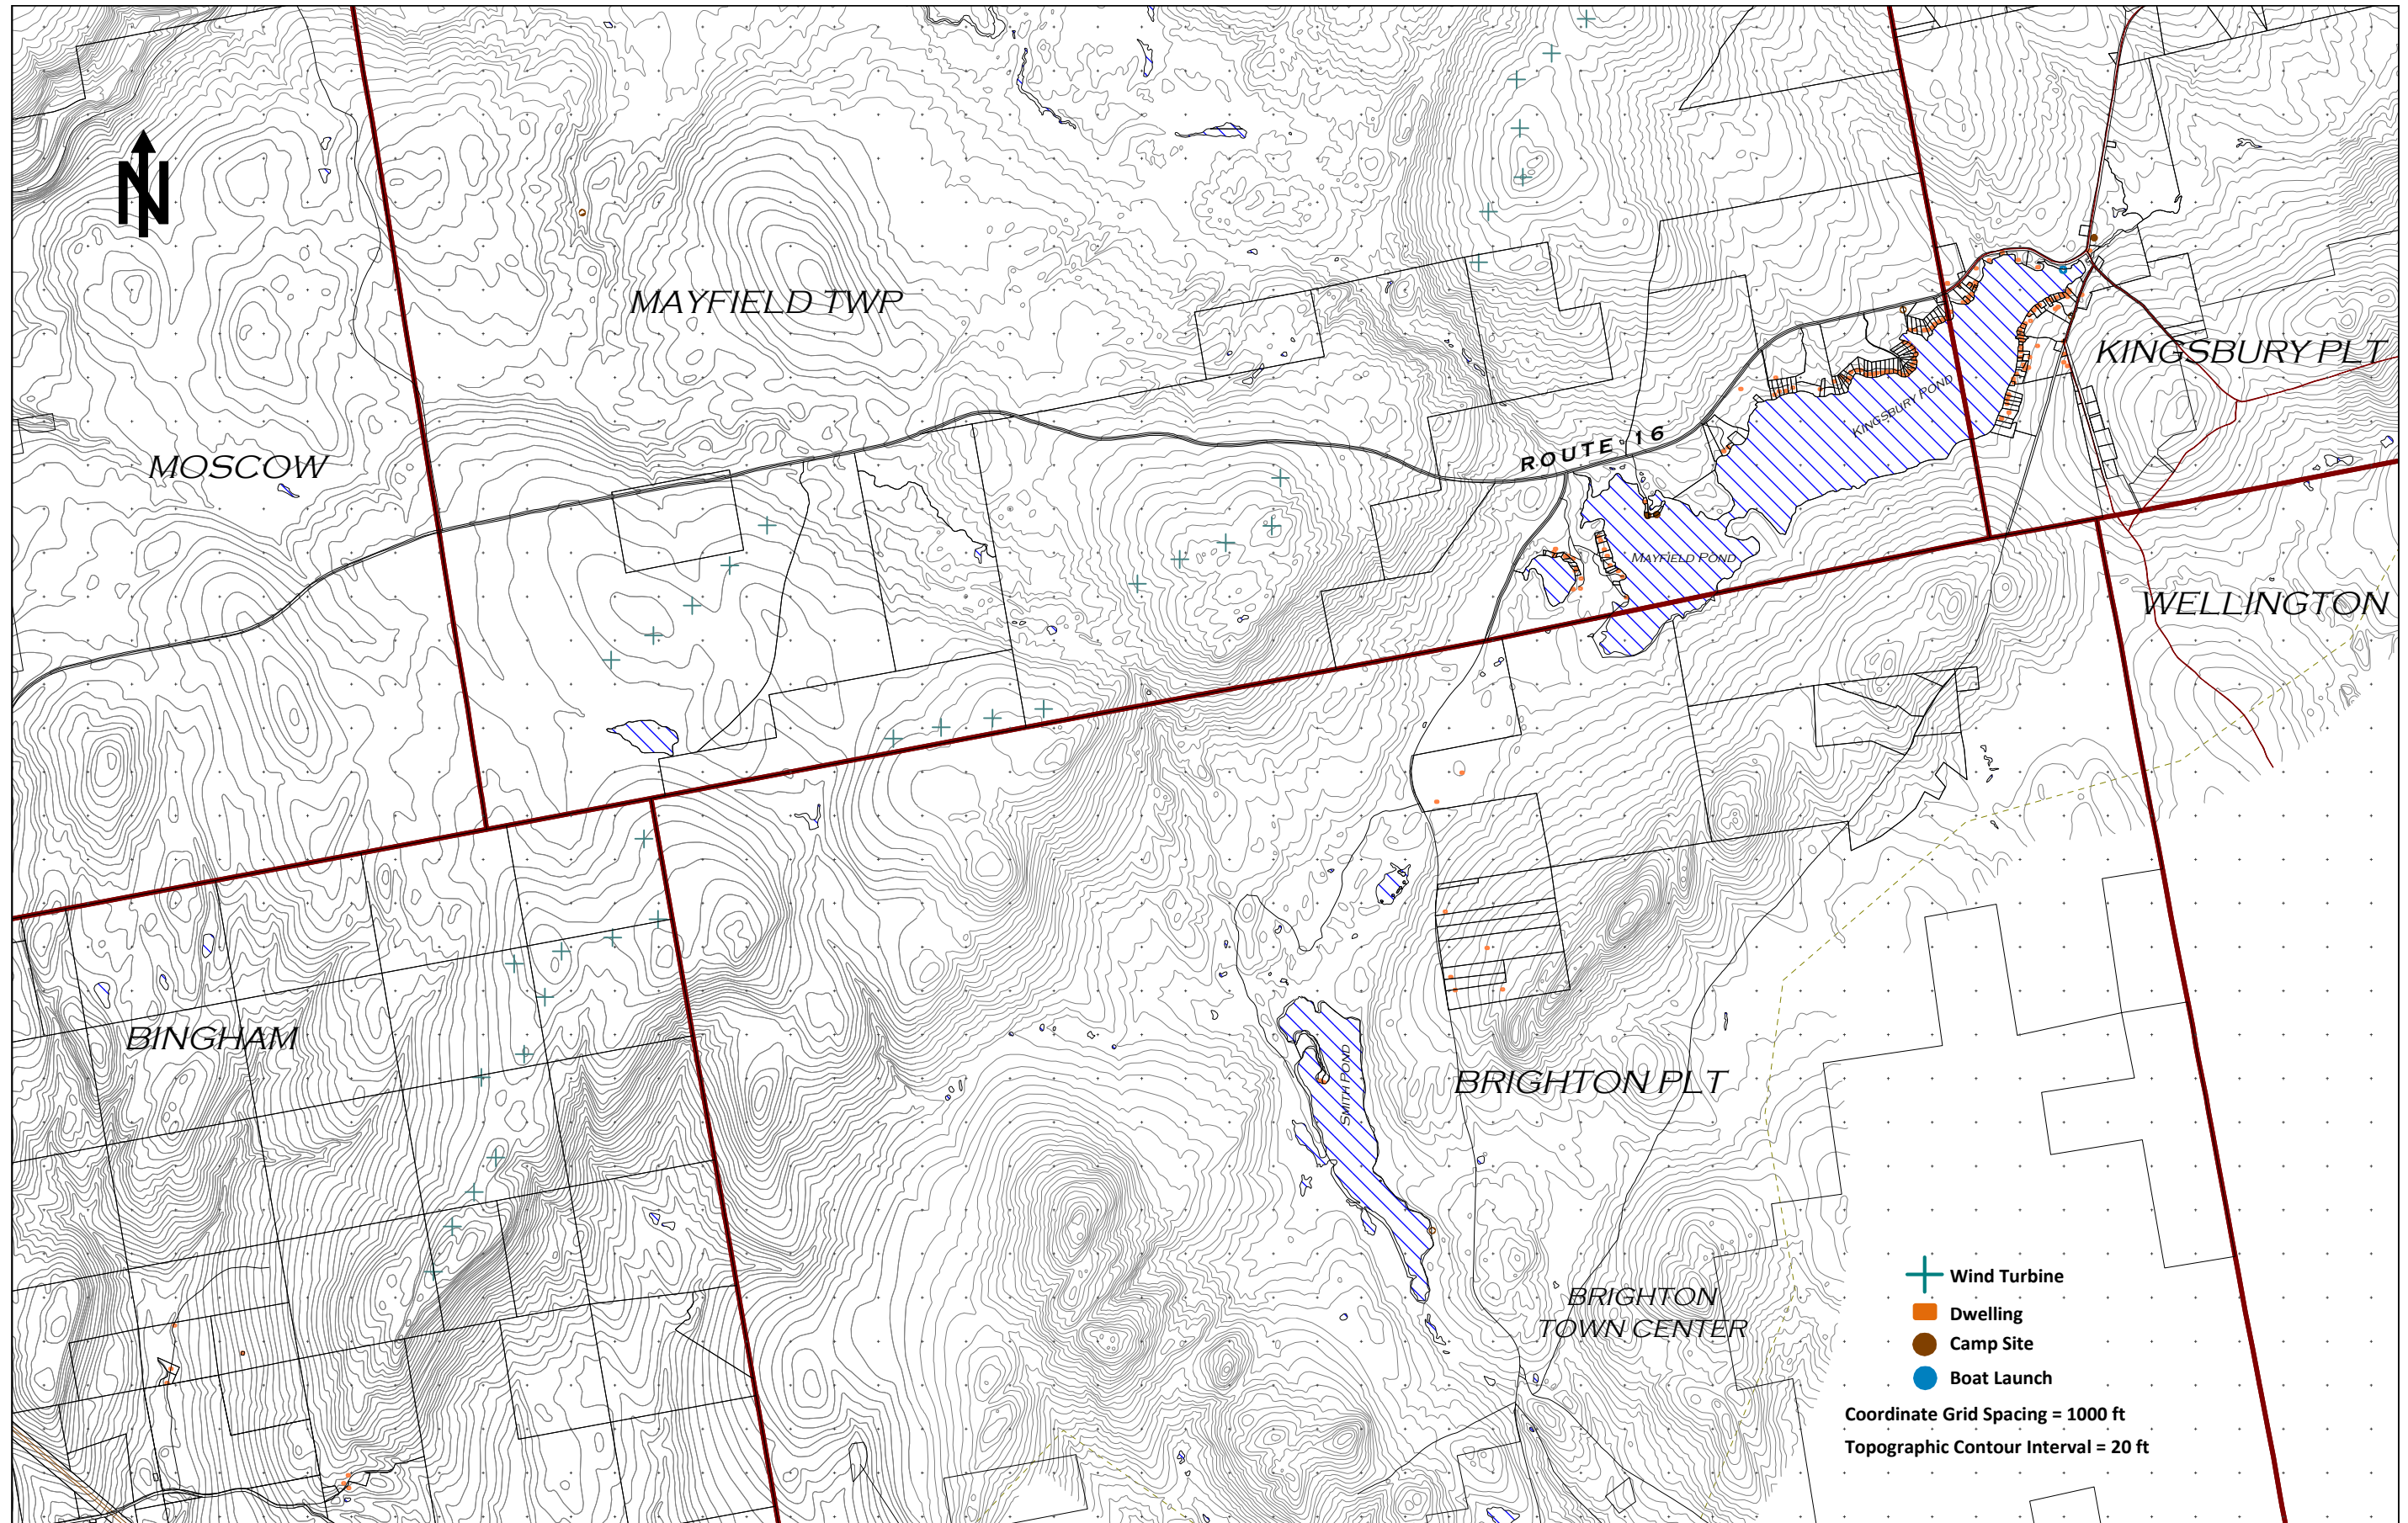 N
MAYFIELD TWP
KINGSBURY PLT
KINGSBURY POND
ROUTE 16
MOSCOW
MAYFIELD POND
WELLINGTON
BINGHAM
SMITH POND
BRIGHTON PLT
BRIGHTON
TOWN CENTER
Wind Turbine
Dwelling
Camp Site
Boat Launch
Coordinate Grid Spacing = 1000 ft
Topographic Contour Interval = 20 ft